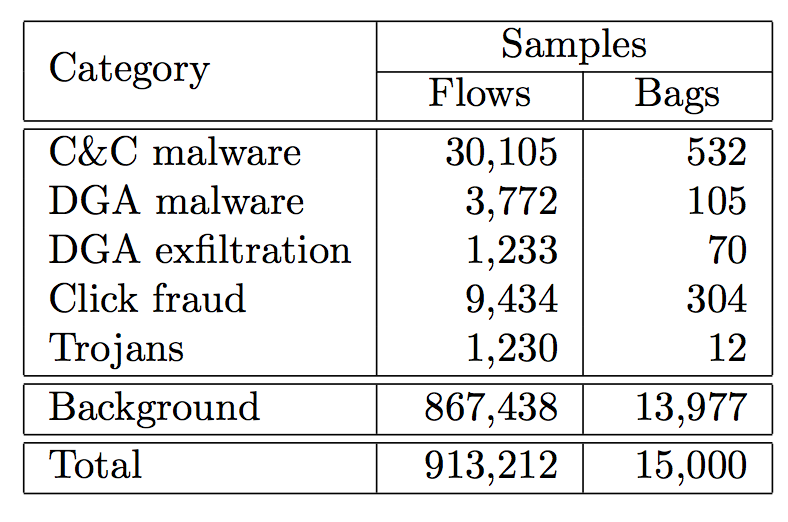 Category Samples
Flows Bags
C&C malware 30,105 532
DGA malware 3,772 105
DGA exfiltration 1,233 70
Click fraud 9,434 304
Trojans 1,230 12
Background 867,438 13,977
Total 913,212 15,000